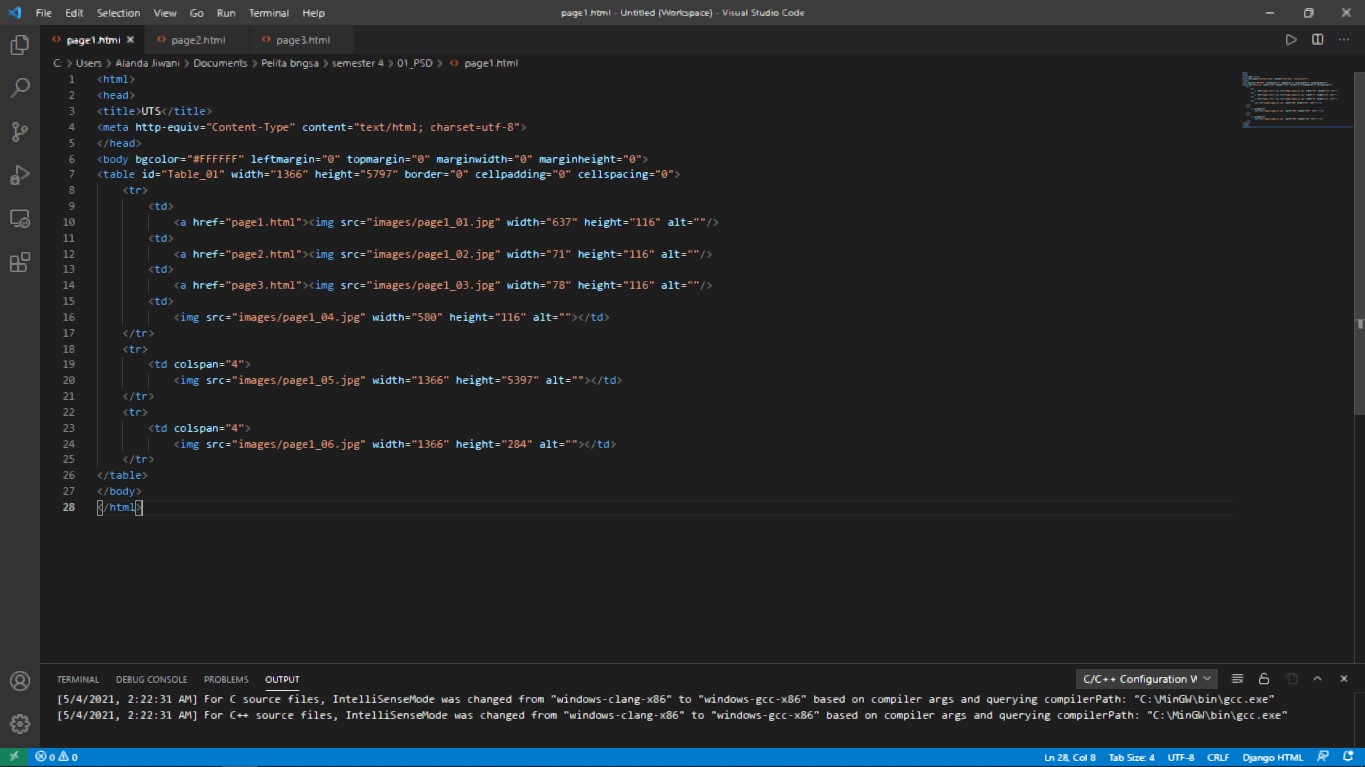 File Edit Selection View Go Run Terminal Help page1.html - Untitled (Workspace) - Visual Studio Code
page1.html page2.html page3.html
C: > Users > Alanda Jiwani > Documents > Pelita bngsa > semester 4 > 01_PSD > page1.html
1 <html>
2 <head>
3 <title>UTS</title>
4 <meta http-equiv="Content-Type" content="text/html; charset=utf-8">
5 </head>
6 <body bgcolor="#FFFFFF" leftmargin="0" topmargin="0" marginwidth="0" marginheight="0">
7 <table id="Table_01" width="1366" height="5797" border="0" cellpadding="0" cellspacing="0">
8 <tr>
9 <td>
10 <a href="page1.html"><img src="images/page1_01.jpg" width="637" height="116" alt=""/>
11 <td>
12 <a href="page2.html"><img src="images/page1_02.jpg" width="71" height="116" alt=""/>
13 <td>
14 <a href="page3.html"><img src="images/page1_03.jpg" width="78" height="116" alt=""/>
15 <td>
16 <img src="images/page1_04.jpg" width="580" height="116" alt=""></td>
17 </tr>
18 <tr>
19 <td colspan="4">
20 <img src="images/page1_05.jpg" width="1366" height="5397" alt=""></td>
21 </tr>
22 <tr>
23 <td colspan="4">
24 <img src="images/page1_06.jpg" width="1366" height="284" alt=""></td>
25 </tr>
26 </table>
27 </body>
28 </html>
TERMINAL DEBUG CONSOLE PROBLEMS OUTPUT C/C++ Configuration W
[5/4/2021, 2:22:31 AM] For C source files, IntelliSenseMode was changed from "windows-clang-x86" to "windows-gcc-x86" based on compiler args and querying compilerPath: "C:\MinGW\bin\gcc.exe"
[5/4/2021, 2:22:31 AM] For C++ source files, IntelliSenseMode was changed from "windows-clang-x86" to "windows-gcc-x86" based on compiler args and querying compilerPath: "C:\MinGW\bin\gcc.exe"
0 0 Ln 28, Col 8 Tab Size: 4 UTF-8 CRLF Django HTML